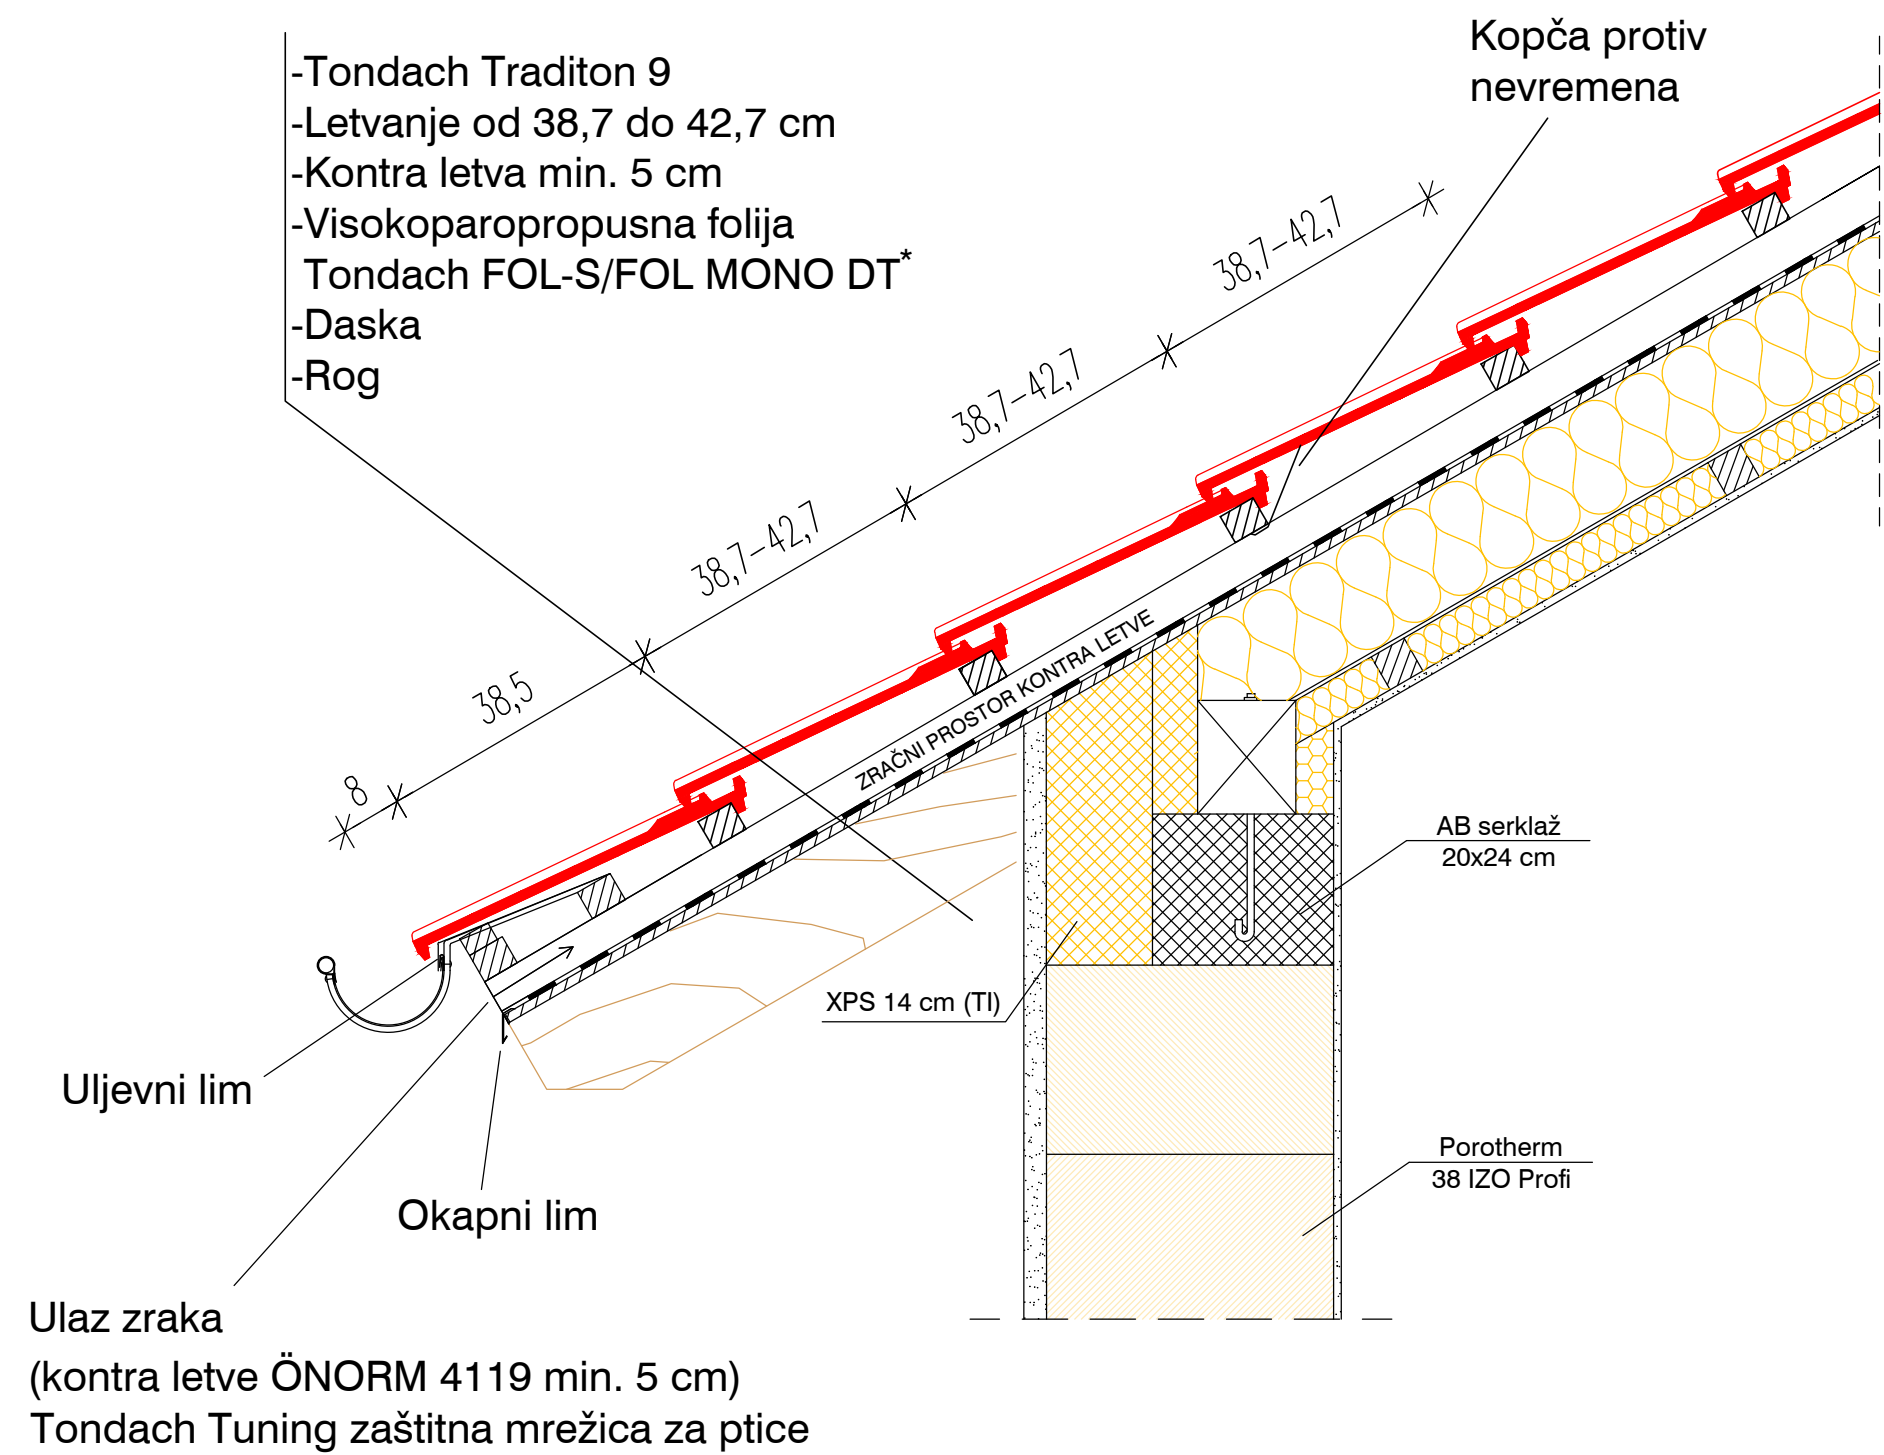 -Tondach Traditon 9
-Letvanje od 38,7 do 42,7 cm
-Kontra letva min. 5 cm
-Visokoparopropusna folija
Tondach FOL-S/FOL MONO DT*
-Daska
-Rog
Kopča protiv
nevremena
38,7-42,7
38,7-42,7
38,7-42,7
38,5
8
ZRAČNI PROSTOR KONTRA LETVE
AB serklaž
20x24 cm
XPS 14 cm (TI)
Uljevni lim
Porotherm
38 IZO Profi
Okapni lim
Ulaz zraka
(kontra letve ÖNORM 4119 min. 5 cm)
Tondach Tuning zaštitna mrežica za ptice